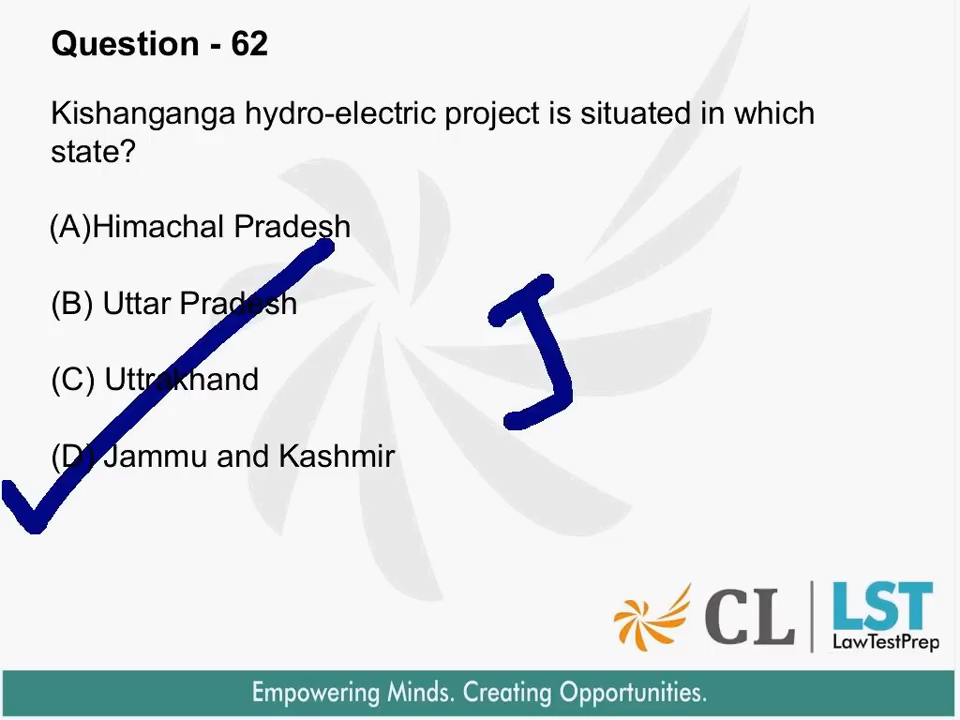 Question - 62
Kishanganga hydro-electric project is situated in which
state?
(A)Himachal Pradesh
(B) Uttar Pradesh
(C) Uttrakhand
(D) Jammu and Kashmir
J
CL
LST
LawTestPrep
Empowering Minds. Creating Opportunities.